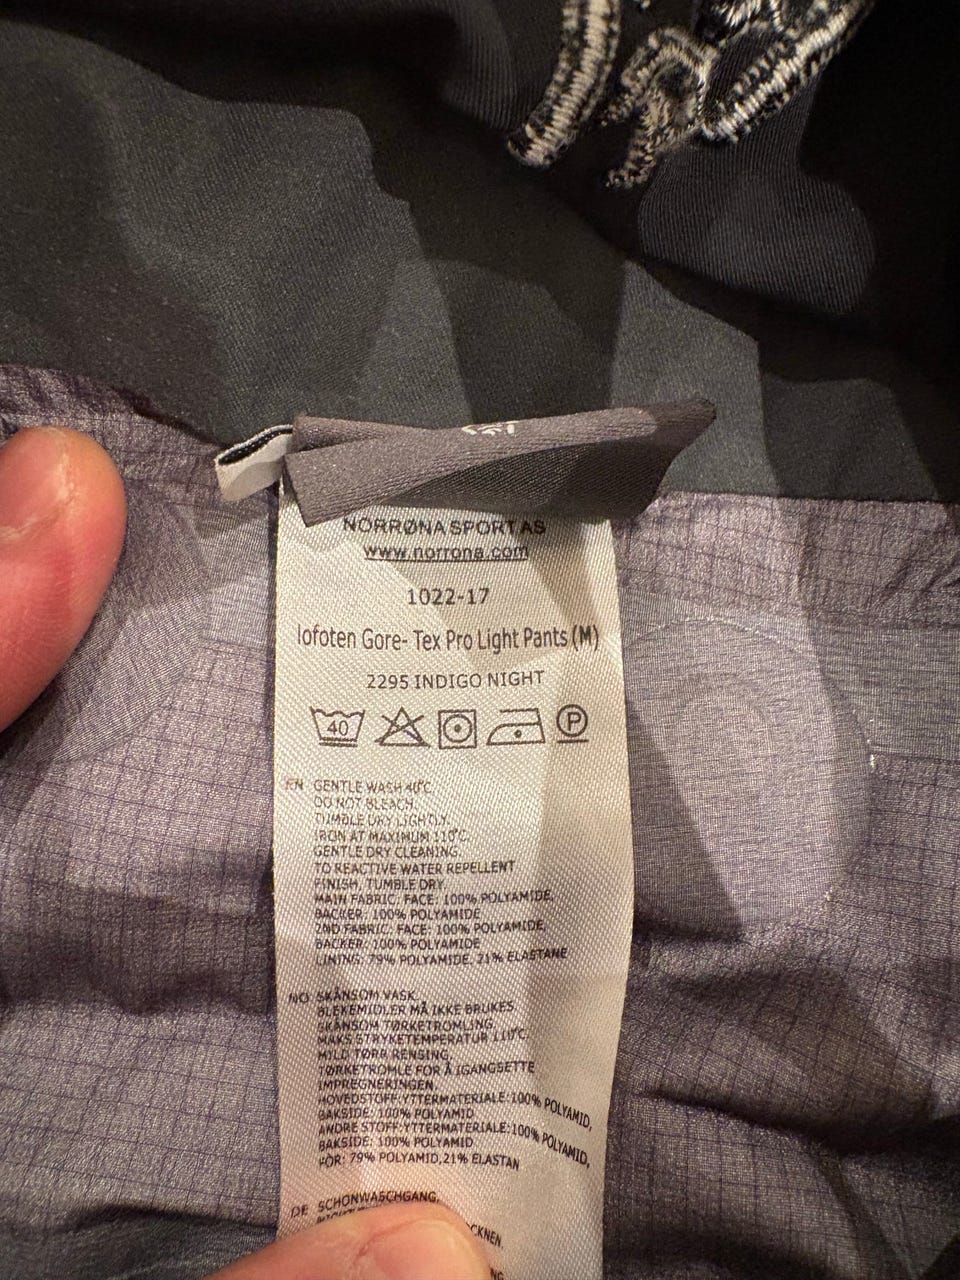 NORRØNA SPORT AS
www.norrona.com
1022-17
lofoten Gore- Tex Pro Light Pants (M)
2295 INDIGO NIGHT
40 P
EN GENTLE WASH 40°C.
DO NOT BLEACH.
TUMBLE DRY LIGHTLY.
IRON AT MAXIMUM 110°C.
GENTLE DRY CLEANING.
TO REACTIVE WATER REPELLENT
FINISH, TUMBLE DRY.
MAIN FABRIC: FACE: 100% POLYAMIDE,
BACKER: 100% POLYAMIDE
2ND FABRIC: FACE: 100% POLYAMIDE,
BACKER: 100% POLYAMIDE
LINING: 79% POLYAMIDE, 21% ELASTANE
NO SKÅNSOM VASK.
BLEKEMIDLER MÅ IKKE BRUKES.
SKÅNSOM TØRKETROMLING.
MAKS STRYKETEMPERATUR 110°C.
MILD TØRR RENSING.
TØRKETROMLE FOR Å IGANGSETTE
IMPREGNERINGEN.
HOVEDSTOFF:YTTERMATERIALE:100% POLYAMID,
BAKSIDE: 100% POLYAMID
ANDRE STOFF:YTTERMATERIALE:100% POLYAMID,
BAKSIDE: 100% POLYAMID
FÔR: 79% POLYAMID,21% ELASTAN
DE SCHONWASCHGANG.